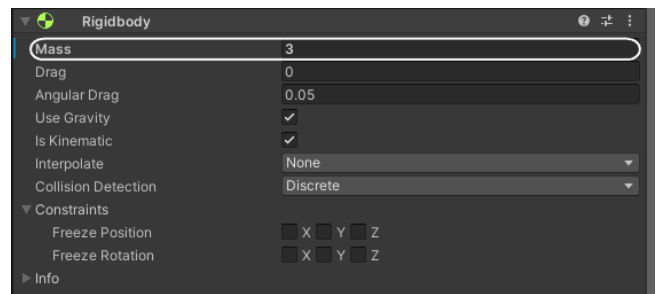 Rigidbody
Mass 3
Drag 0
Angular Drag 0.05
Use Gravity
Is Kinematic
Interpolate None
Collision Detection Discrete
Constraints
Freeze Position X Y Z
Freeze Rotation X Y Z
Info